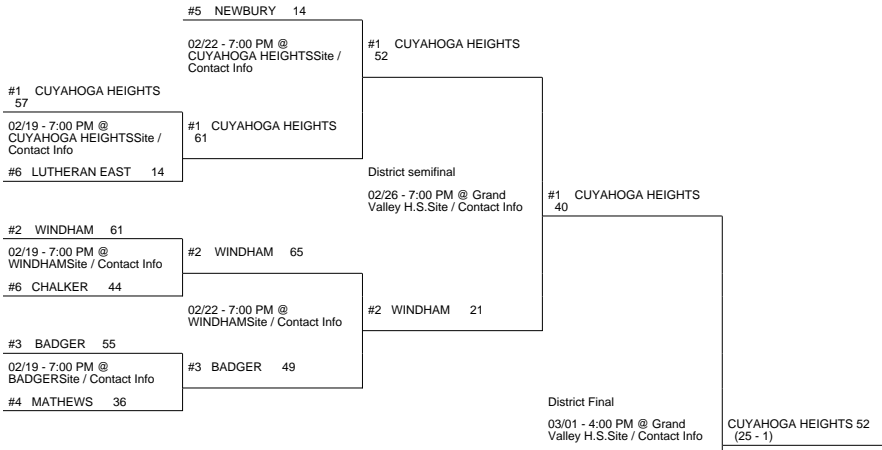 #5 NEWBURY 14
02/22 - 7:00 PM @
CUYAHOGA HEIGHTSSite /
Contact Info
#1 CUYAHOGA HEIGHTS
52
#1 CUYAHOGA HEIGHTS
57
02/19 - 7:00 PM @
CUYAHOGA HEIGHTSSite /
Contact Info
#1 CUYAHOGA HEIGHTS
61
#6 LUTHERAN EAST 14
District semifinal
02/26 - 7:00 PM @ Grand
Valley H.S.Site / Contact Info
#1 CUYAHOGA HEIGHTS
40
#2 WINDHAM 61
02/19 - 7:00 PM @
WINDHAMSite / Contact Info
#2 WINDHAM 65
#6 CHALKER 44
02/22 - 7:00 PM @
WINDHAMSite / Contact Info
#2 WINDHAM 21
#3 BADGER 55
02/19 - 7:00 PM @
BADGERSite / Contact Info
#3 BADGER 49
#4 MATHEWS 36
District Final
03/01 - 4:00 PM @ Grand
Valley H.S.Site / Contact Info
CUYAHOGA HEIGHTS 52
(25 - 1)